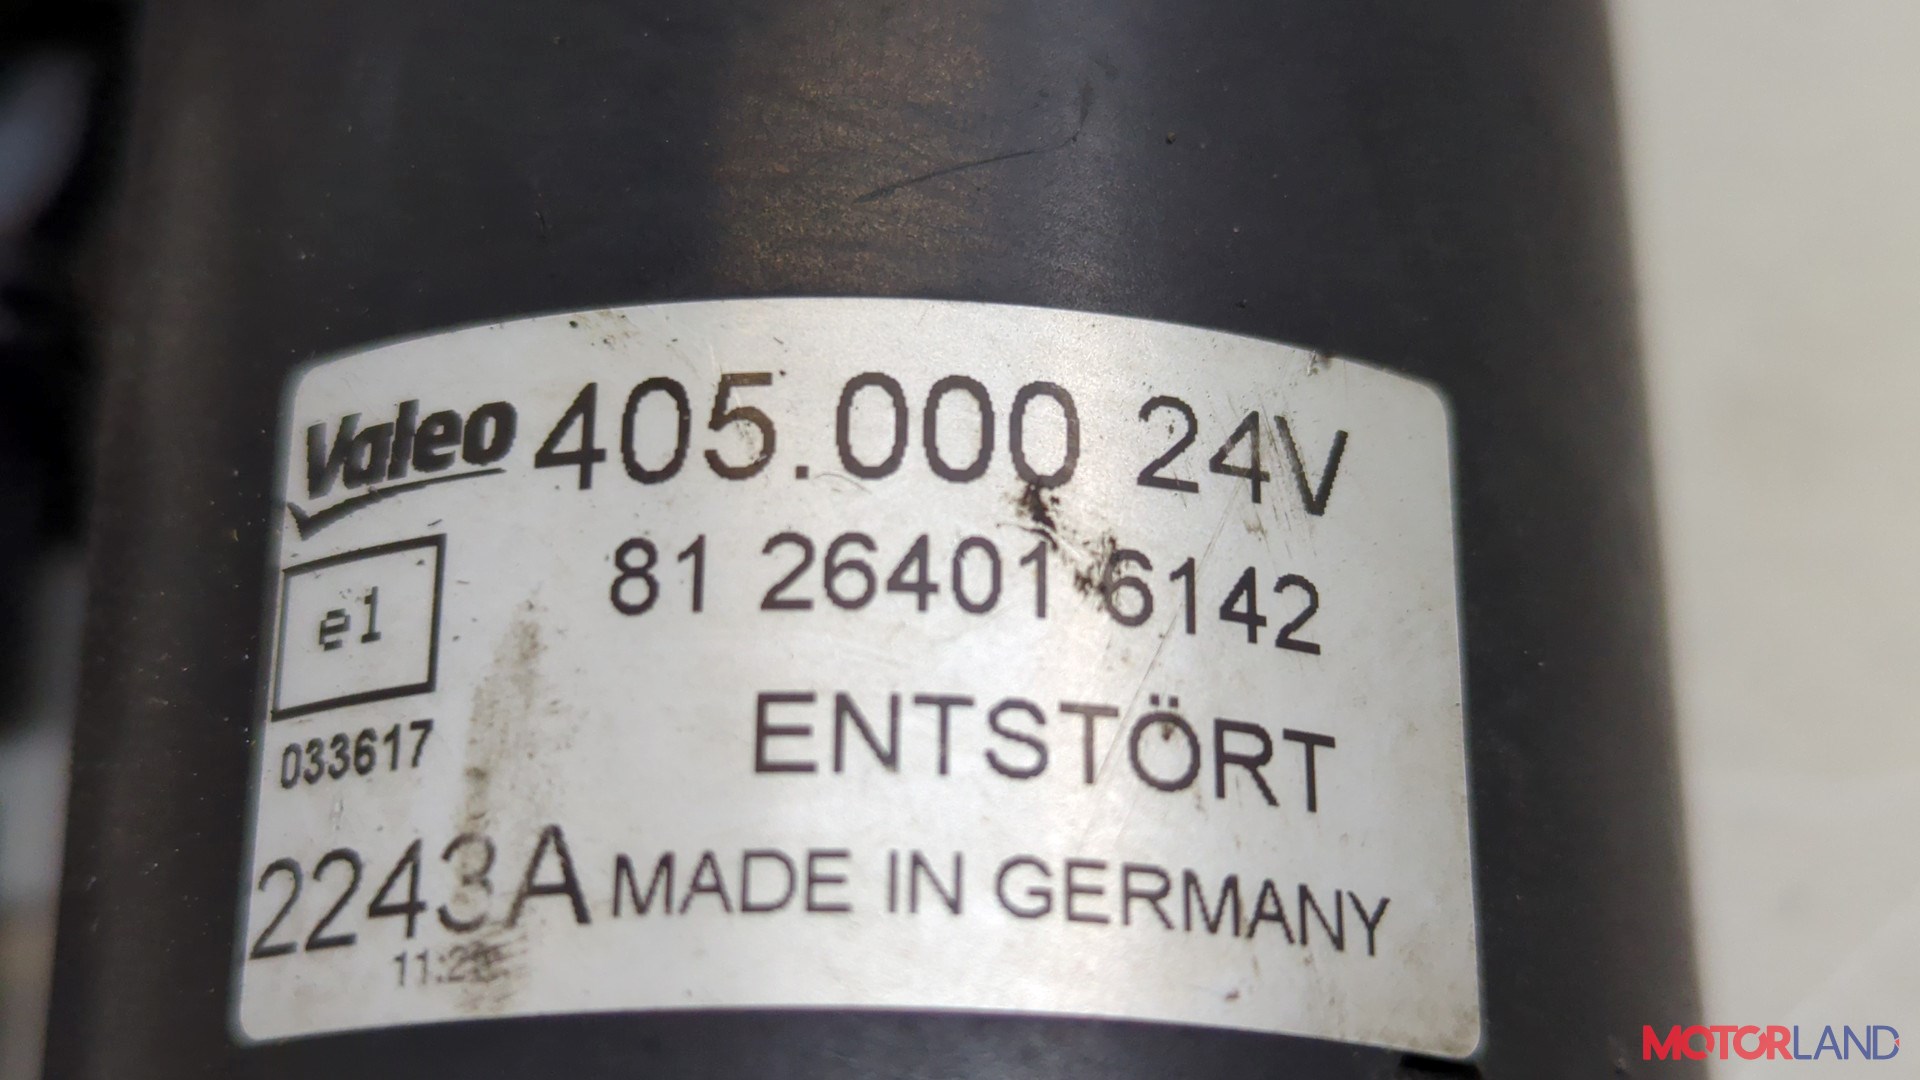 Valeo 405.000 24V
81 26401 6142
e1
ENTSTÖRT
033617
2243A MADE IN GERMANY
MOTORLAND